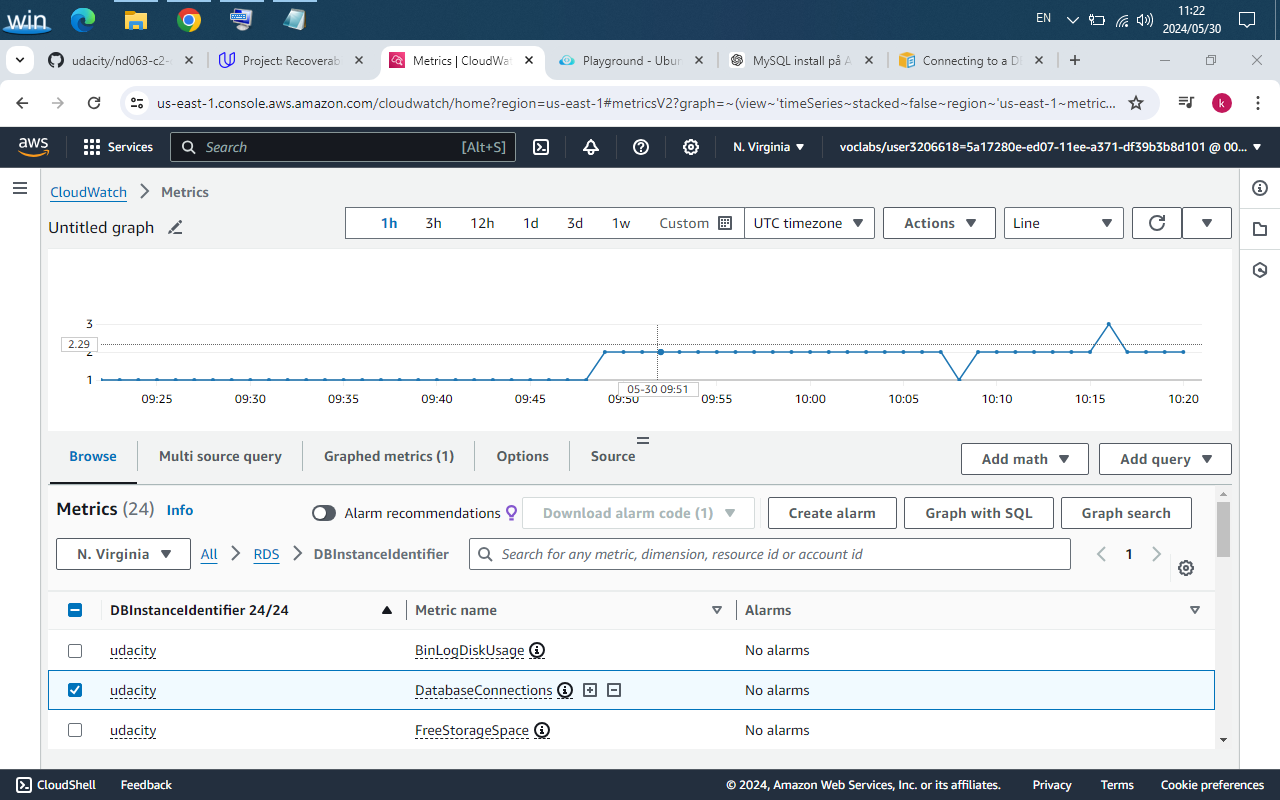 win
EN
11:22
2024/05/30
udacity/nd063-c2-
Project: Recoverab
Metrics | CloudWat
Playground - Ubun
MySQL install på A
Connecting to a D
us-east-1.console.aws.amazon.com/cloudwatch/home?region=us-east-1#metricsV2?graph=~(view~'timeSeries~stacked~false~region~'us-east-1~metric...
k
aws
Services
Search
[Alt+S]
N. Virginia
voclabs/user3206618=5a17280e-ed07-11ee-a371-df39b3b8d101 @ 00...
CloudWatch
Metrics
Untitled graph
1h 3h 12h 1d 3d 1w Custom
UTC timezone
Actions
Line
3
2.29
2
1
05-30 09:51
09:25 09:30 09:35 09:40 09:45 09:50 09:55 10:00 10:05 10:10 10:15 10:20
Browse
Multi source query
Graphed metrics (1)
Options
Source
Add math
Add query
Metrics (24) Info
Alarm recommendations
Download alarm code (1)
Create alarm
Graph with SQL
Graph search
N. Virginia
All
RDS
DBInstanceIdentifier
Search for any metric, dimension, resource id or account id
1
DBInstanceIdentifier 24/24
Metric name
Alarms
udacity BinLogDiskUsage No alarms
udacity DatabaseConnections No alarms
udacity FreeStorageSpace No alarms
CloudShell
Feedback
© 2024, Amazon Web Services, Inc. or its affiliates.
Privacy
Terms
Cookie preferences